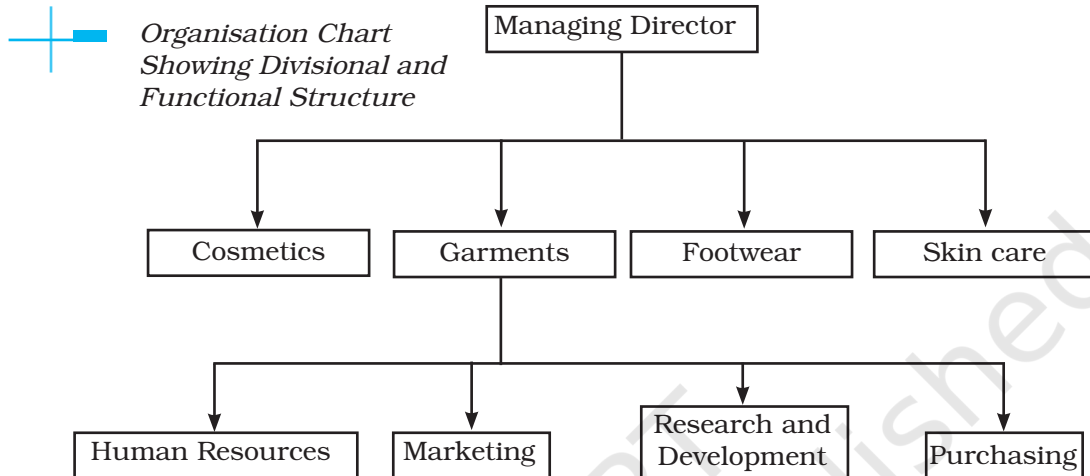 Organisation Chart
Showing Divisional and
Functional Structure
Managing Director
Cosmetics
Garments
Footwear
Skin care
Human Resources
Marketing
Research and
Development
Purchasing